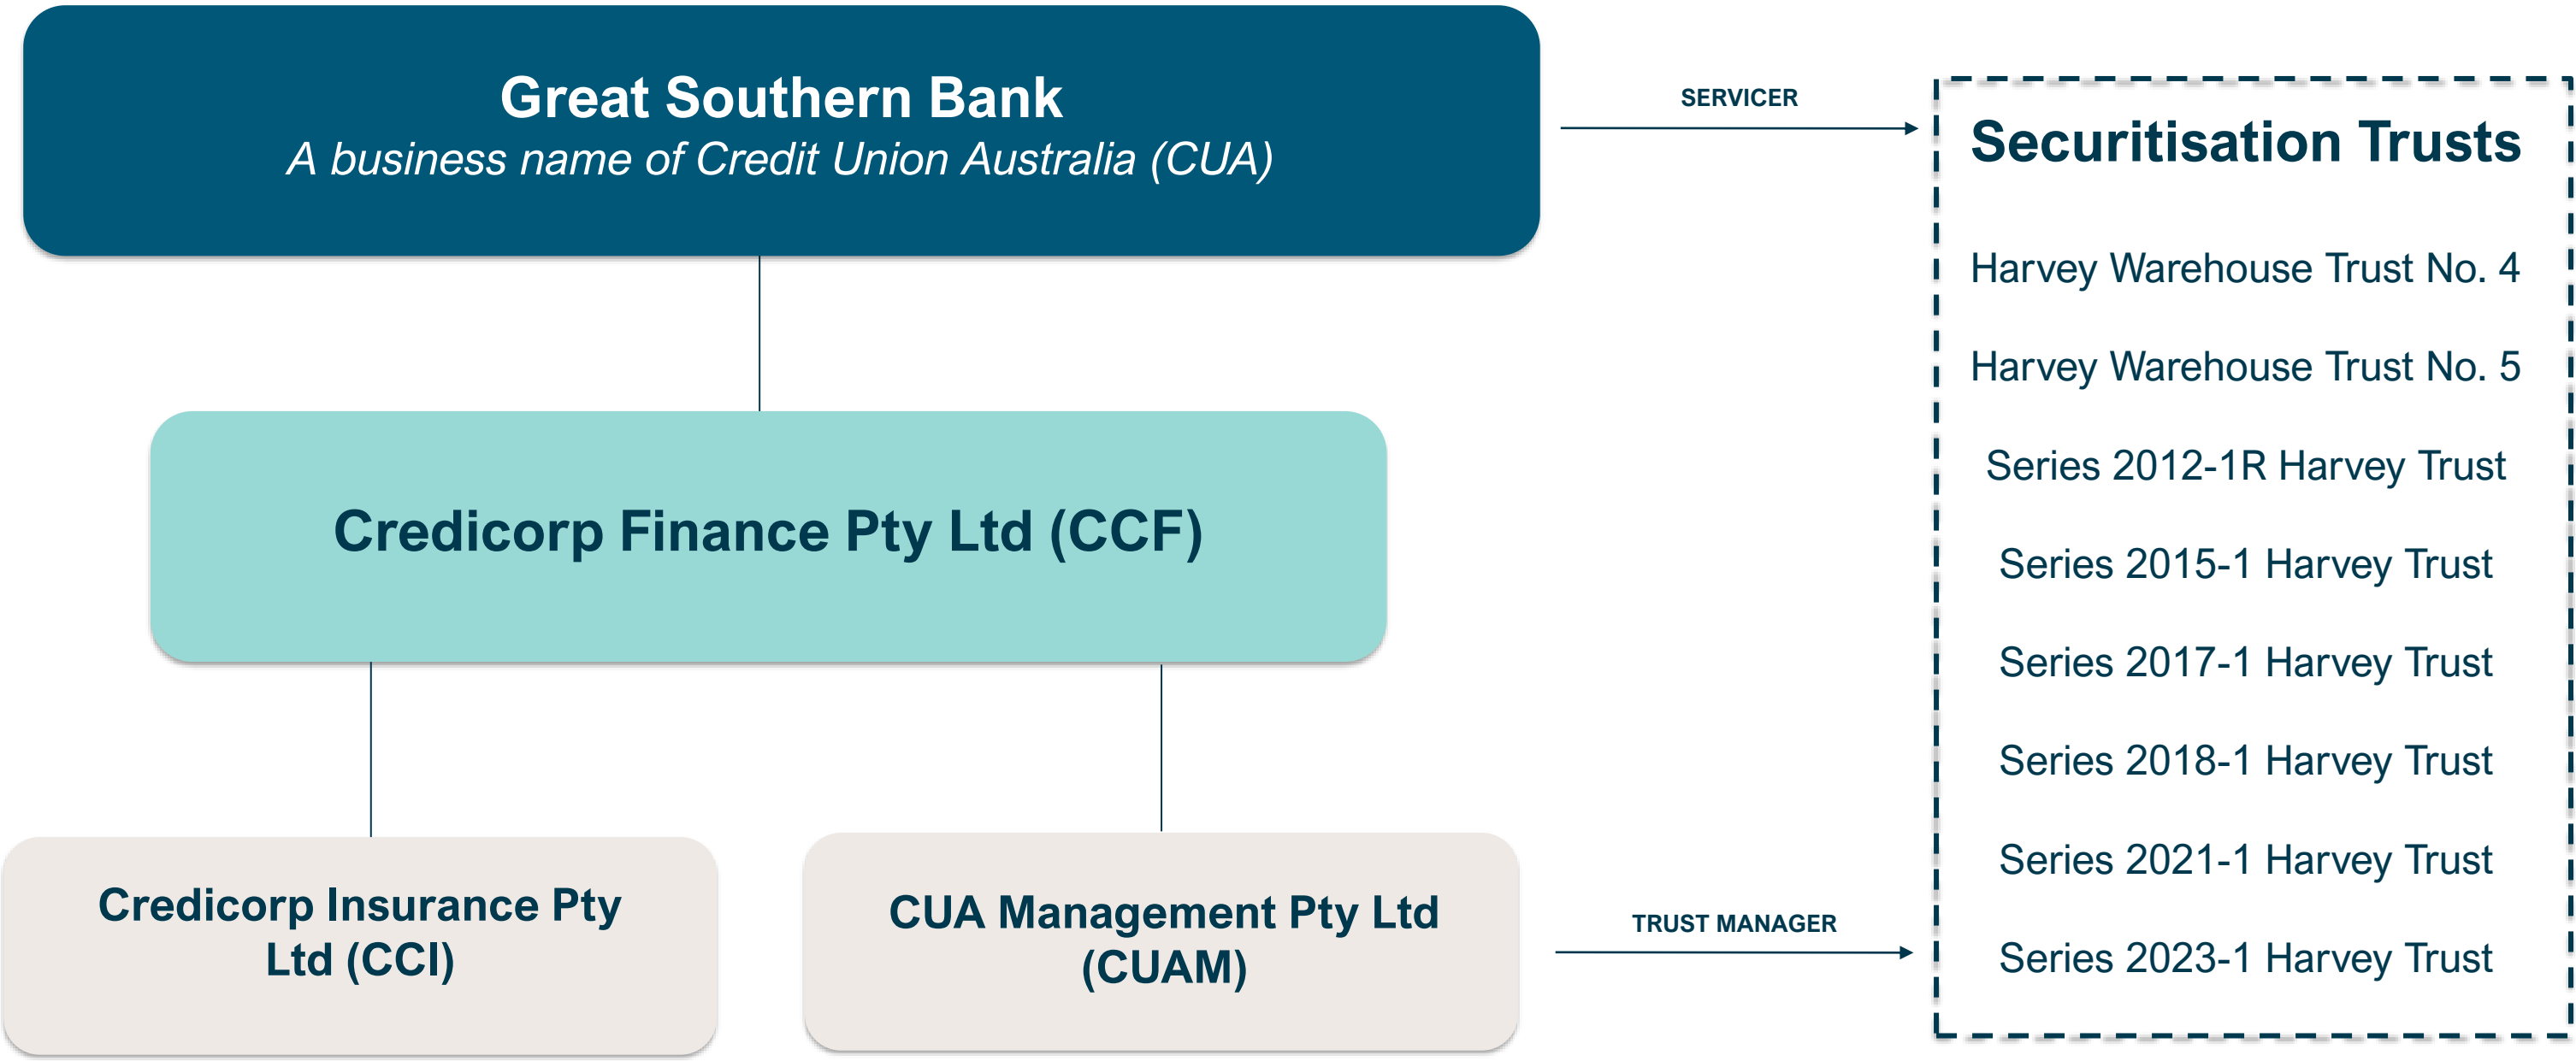 Great Southern Bank
A business name of Credit Union Australia (CUA)
SERVICER
Securitisation Trusts
Harvey Warehouse Trust No. 4
Harvey Warehouse Trust No. 5
Series 2012-1R Harvey Trust
Series 2015-1 Harvey Trust
Series 2017-1 Harvey Trust
Series 2018-1 Harvey Trust
Series 2021-1 Harvey Trust
Series 2023-1 Harvey Trust
Credicorp Finance Pty Ltd (CCF)
Credicorp Insurance Pty
Ltd (CCI)
CUA Management Pty Ltd
(CUAM)
TRUST MANAGER